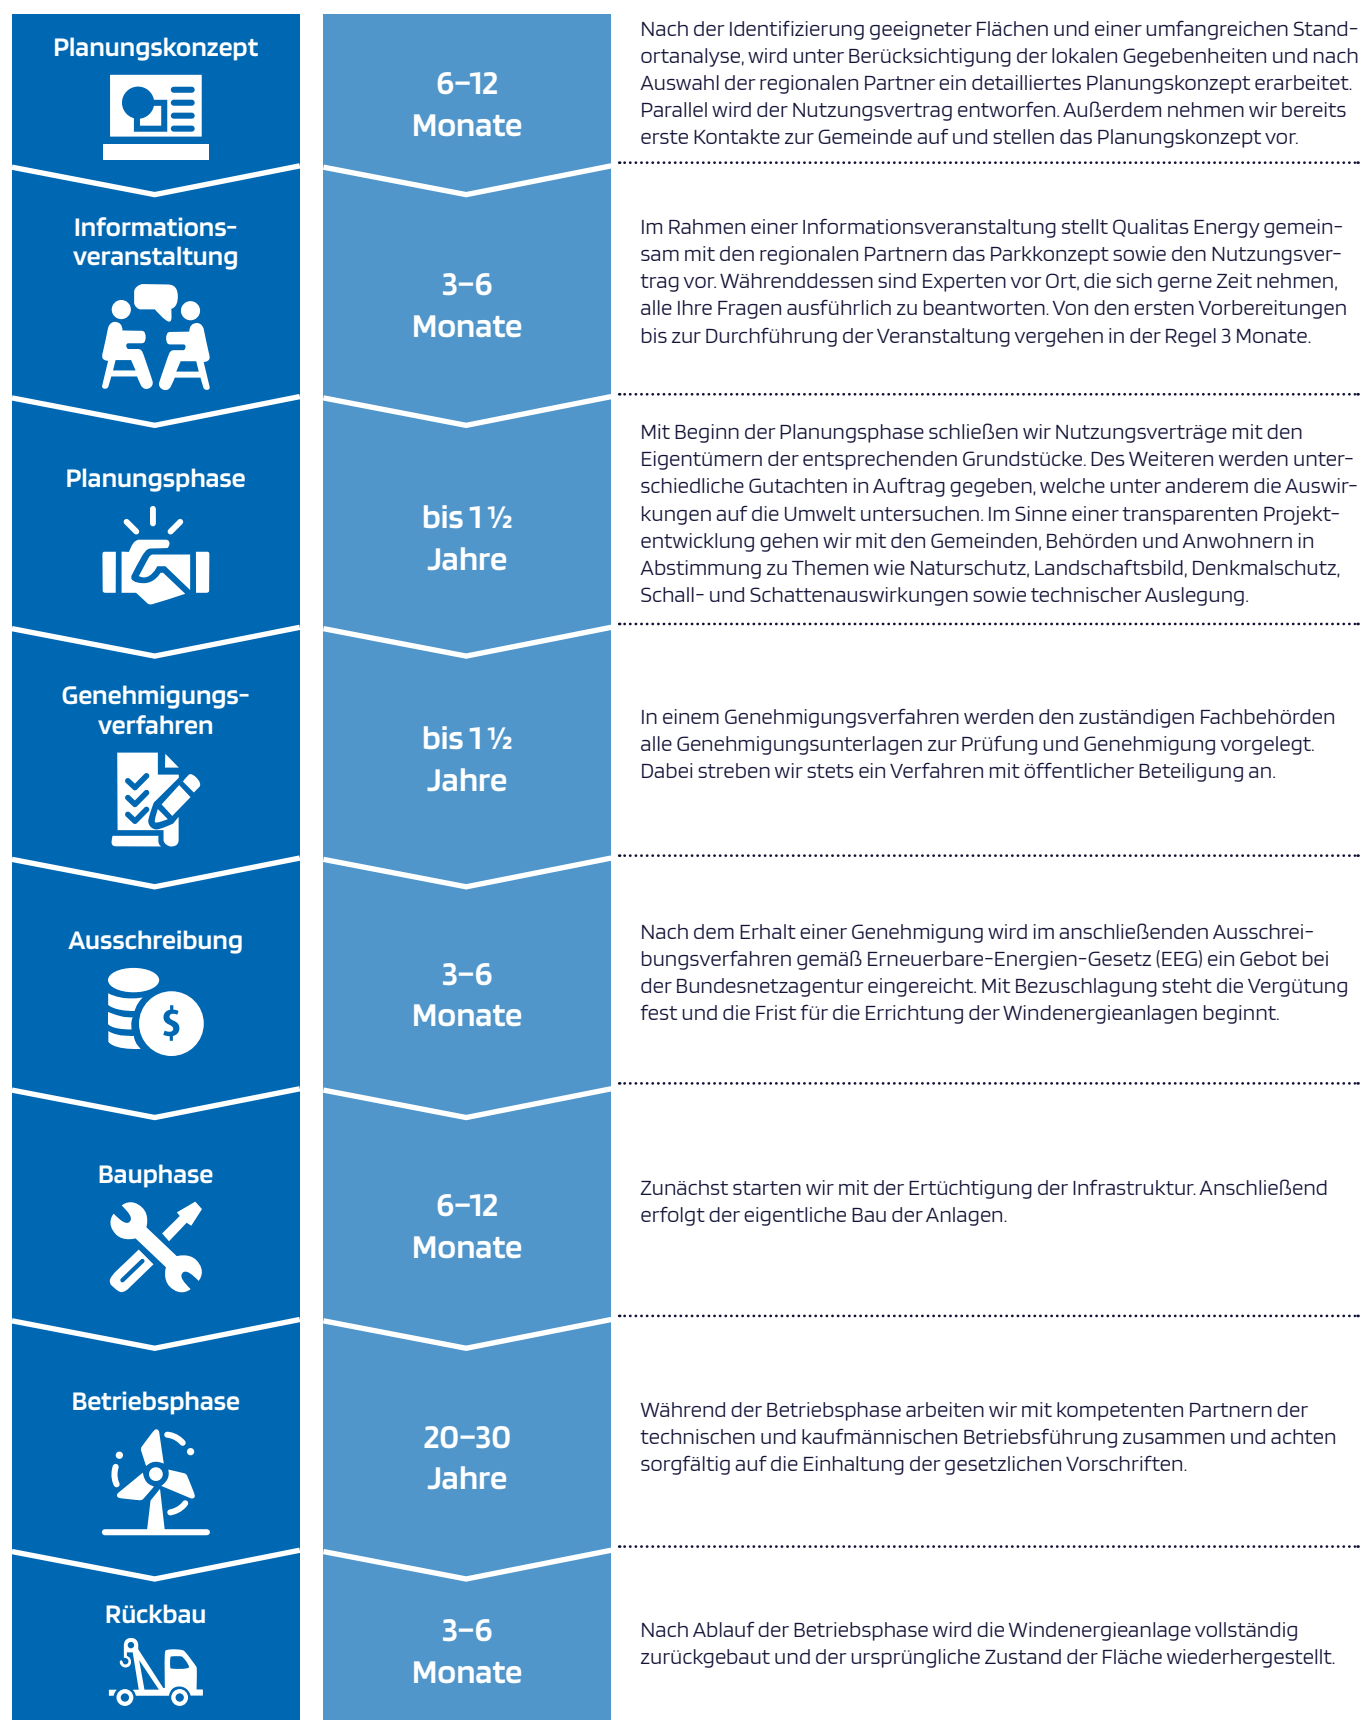 Planungskonzept
6–12
Monate
Nach der Identifizierung geeigneter Flächen und einer umfangreichen Stand-
ortanalyse, wird unter Berücksichtigung der lokalen Gegebenheiten und nach
Auswahl der regionalen Partner ein detailliertes Planungskonzept erarbeitet.
Parallel wird der Nutzungsvertrag entworfen. Außerdem nehmen wir bereits
erste Kontakte zur Gemeinde auf und stellen das Planungskonzept vor.
Informations-
veranstaltung
3–6
Monate
Im Rahmen einer Informationsveranstaltung stellt Qualitas Energy gemein-
sam mit den regionalen Partnern das Parkkonzept sowie den Nutzungsver-
trag vor. Währenddessen sind Experten vor Ort, die sich gerne Zeit nehmen,
alle Ihre Fragen ausführlich zu beantworten. Von den ersten Vorbereitungen
bis zur Durchführung der Veranstaltung vergehen in der Regel 3 Monate.
Planungsphase
bis 1 ½
Jahre
Mit Beginn der Planungsphase schließen wir Nutzungsverträge mit den
Eigentümern der entsprechenden Grundstücke. Des Weiteren werden unter-
schiedliche Gutachten in Auftrag gegeben, welche unter anderem die Auswir-
kungen auf die Umwelt untersuchen. Im Sinne einer transparenten Projekt-
entwicklung gehen wir mit den Gemeinden, Behörden und Anwohnern in
Abstimmung zu Themen wie Naturschutz, Landschaftsbild, Denkmalschutz,
Schall- und Schattenauswirkungen sowie technischer Auslegung.
Genehmigungs-
verfahren
bis 1 ½
Jahre
In einem Genehmigungsverfahren werden den zuständigen Fachbehörden
alle Genehmigungsunterlagen zur Prüfung und Genehmigung vorgelegt.
Dabei streben wir stets ein Verfahren mit öffentlicher Beteiligung an.
Ausschreibung
$
3–6
Monate
Nach dem Erhalt einer Genehmigung wird im anschließenden Ausschrei-
bungsverfahren gemäß Erneuerbare-Energien-Gesetz (EEG) ein Gebot bei
der Bundesnetzagentur eingereicht. Mit Bezuschlagung steht die Vergütung
fest und die Frist für die Errichtung der Windenergieanlagen beginnt.
Bauphase
6–12
Monate
Zunächst starten wir mit der Ertüchtigung der Infrastruktur. Anschließend
erfolgt der eigentliche Bau der Anlagen.
Betriebsphase
20–30
Jahre
Während der Betriebsphase arbeiten wir mit kompetenten Partnern der
technischen und kaufmännischen Betriebsführung zusammen und achten
sorgfältig auf die Einhaltung der gesetzlichen Vorschriften.
Rückbau
3–6
Monate
Nach Ablauf der Betriebsphase wird die Windenergieanlage vollständig
zurückgebaut und der ursprüngliche Zustand der Fläche wiederhergestellt.